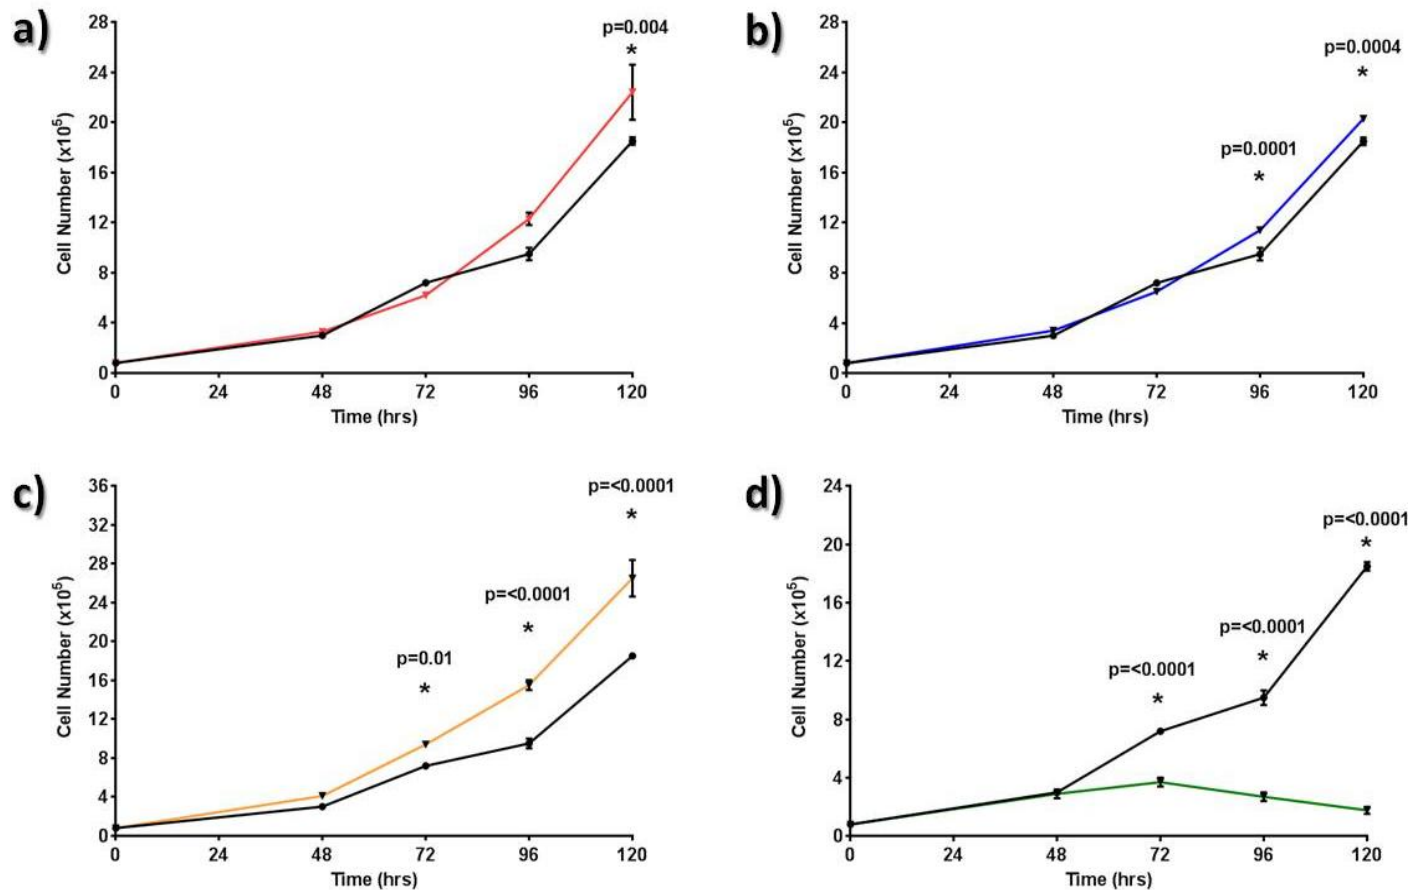 a)
28
24
20
16
12
8
4
0
Cell Number (x10⁵)
p=0.004
*
0 24 48 72 96 120
Time (hrs)
b)
28
24
20
16
12
8
4
0
Cell Number (x10⁵)
p=0.0001
*
p=0.0004
*
0 24 48 72 96 120
Time (hrs)
c)
36
32
28
24
20
16
12
8
4
0
Cell Number (x10⁵)
p=0.01
*
p=<0.0001
*
p=<0.0001
*
0 24 48 72 96 120
Time (hrs)
d)
24
20
16
12
8
4
0
Cell Number (x10⁵)
p=<0.0001
*
p=<0.0001
*
p=<0.0001
*
0 24 48 72 96 120
Time (hrs)